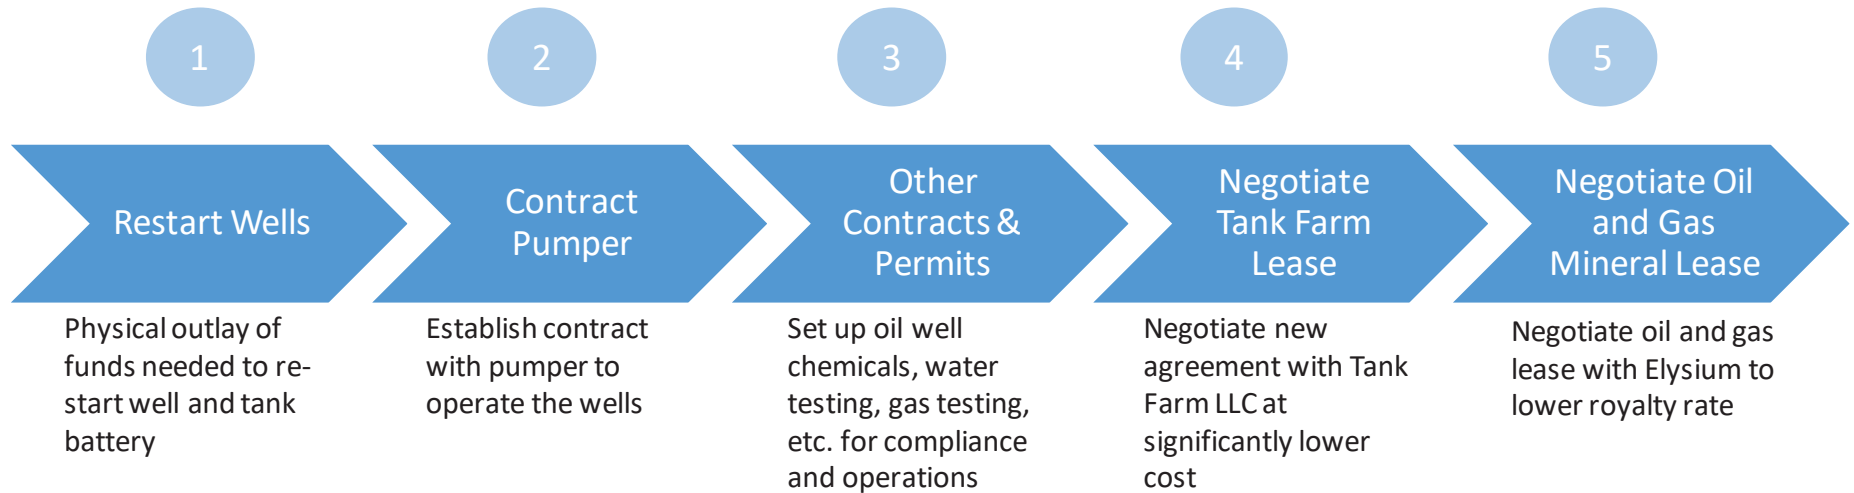 1
2
3
4
5
Restart Wells
Contract
Pumper
Other
Contracts &
Permits
Negotiate
Tank Farm
Lease
Negotiate Oil
and Gas
Mineral Lease
Physical outlay of
funds needed to re-
start well and tank
battery
Establish contract
with pumper to
operate the wells
Set up oil well
chemicals, water
testing, gas testing,
etc. for compliance
and operations
Negotiate new
agreement with Tank
Farm LLC at
significantly lower
cost
Negotiate oil and gas
lease with Elysium to
lower royalty rate